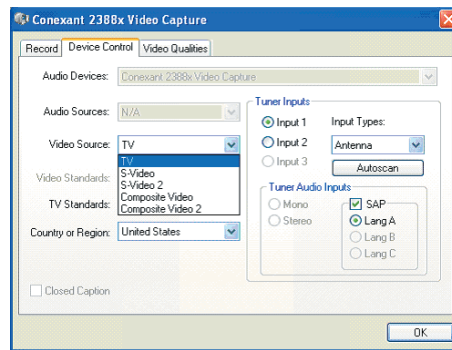 Conexant 2388x Video Capture
Record Device Control Video Qualities
Audio Devices: Conexant 2388x Video Capture
Audio Sources: N/A
Video Source: TV
TV
S-Video
S-Video 2
Composite Video
Composite Video 2
Video Standards:
TV Standards:
Country or Region: United States
Closed Caption
Tuner Inputs
Input 1
Input 2
Input 3
Input Types:
Antenna
Autoscan
Tuner Audio Inputs
Mono
Stereo
SAP
Lang A
Lang B
Lang C
OK